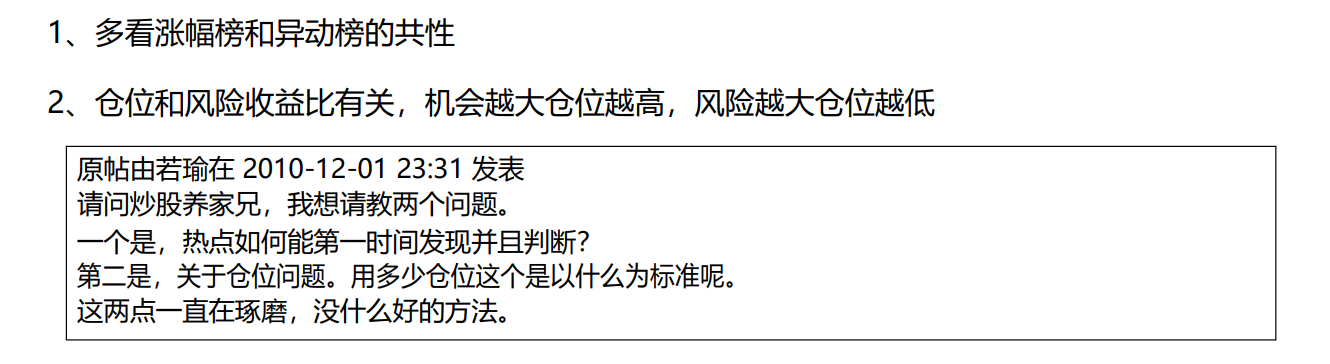 1、多看涨幅榜和异动榜的共性
2、仓位和风险收益比有关，机会越大仓位越高，风险越大仓位越低
原帖由若瑜在 2010-12-01 23:31 发表
请问炒股养家兄，我想请教两个问题。
一个是，热点如何能第一时间发现并且判断？
第二是，关于仓位问题。用多少仓位这个是以什么为标准呢。
这两点一直在琢磨，没什么好的方法。